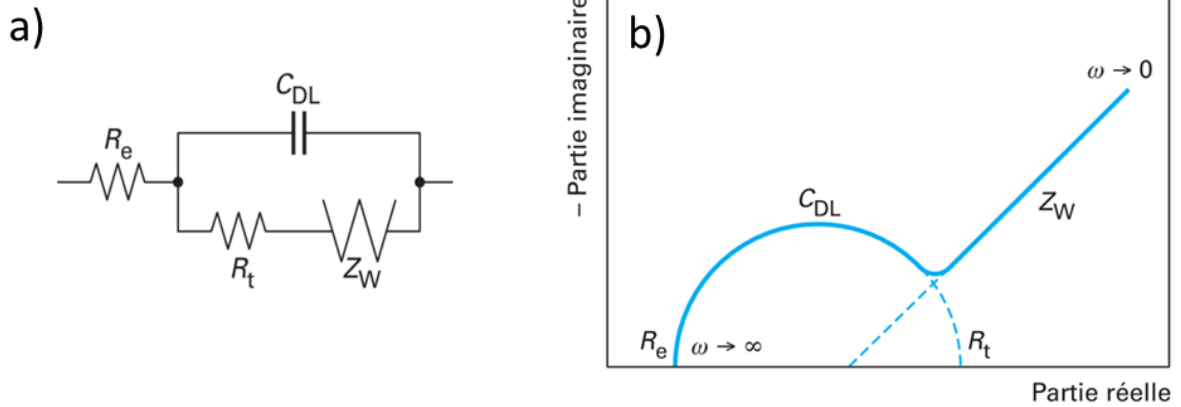 a)
C_DL
R_e
R_t
Z_W
b)
– Partie imaginaire
ω → 0
C_DL
Z_W
R_e
ω → ∞
R_t
Partie réelle